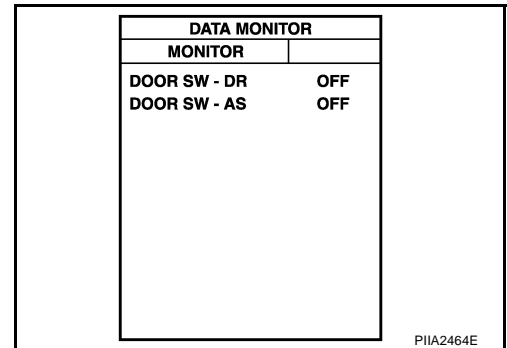 DATA MONITOR
MONITOR
DOOR SW - DR OFF
DOOR SW - AS OFF
PIIA2464E